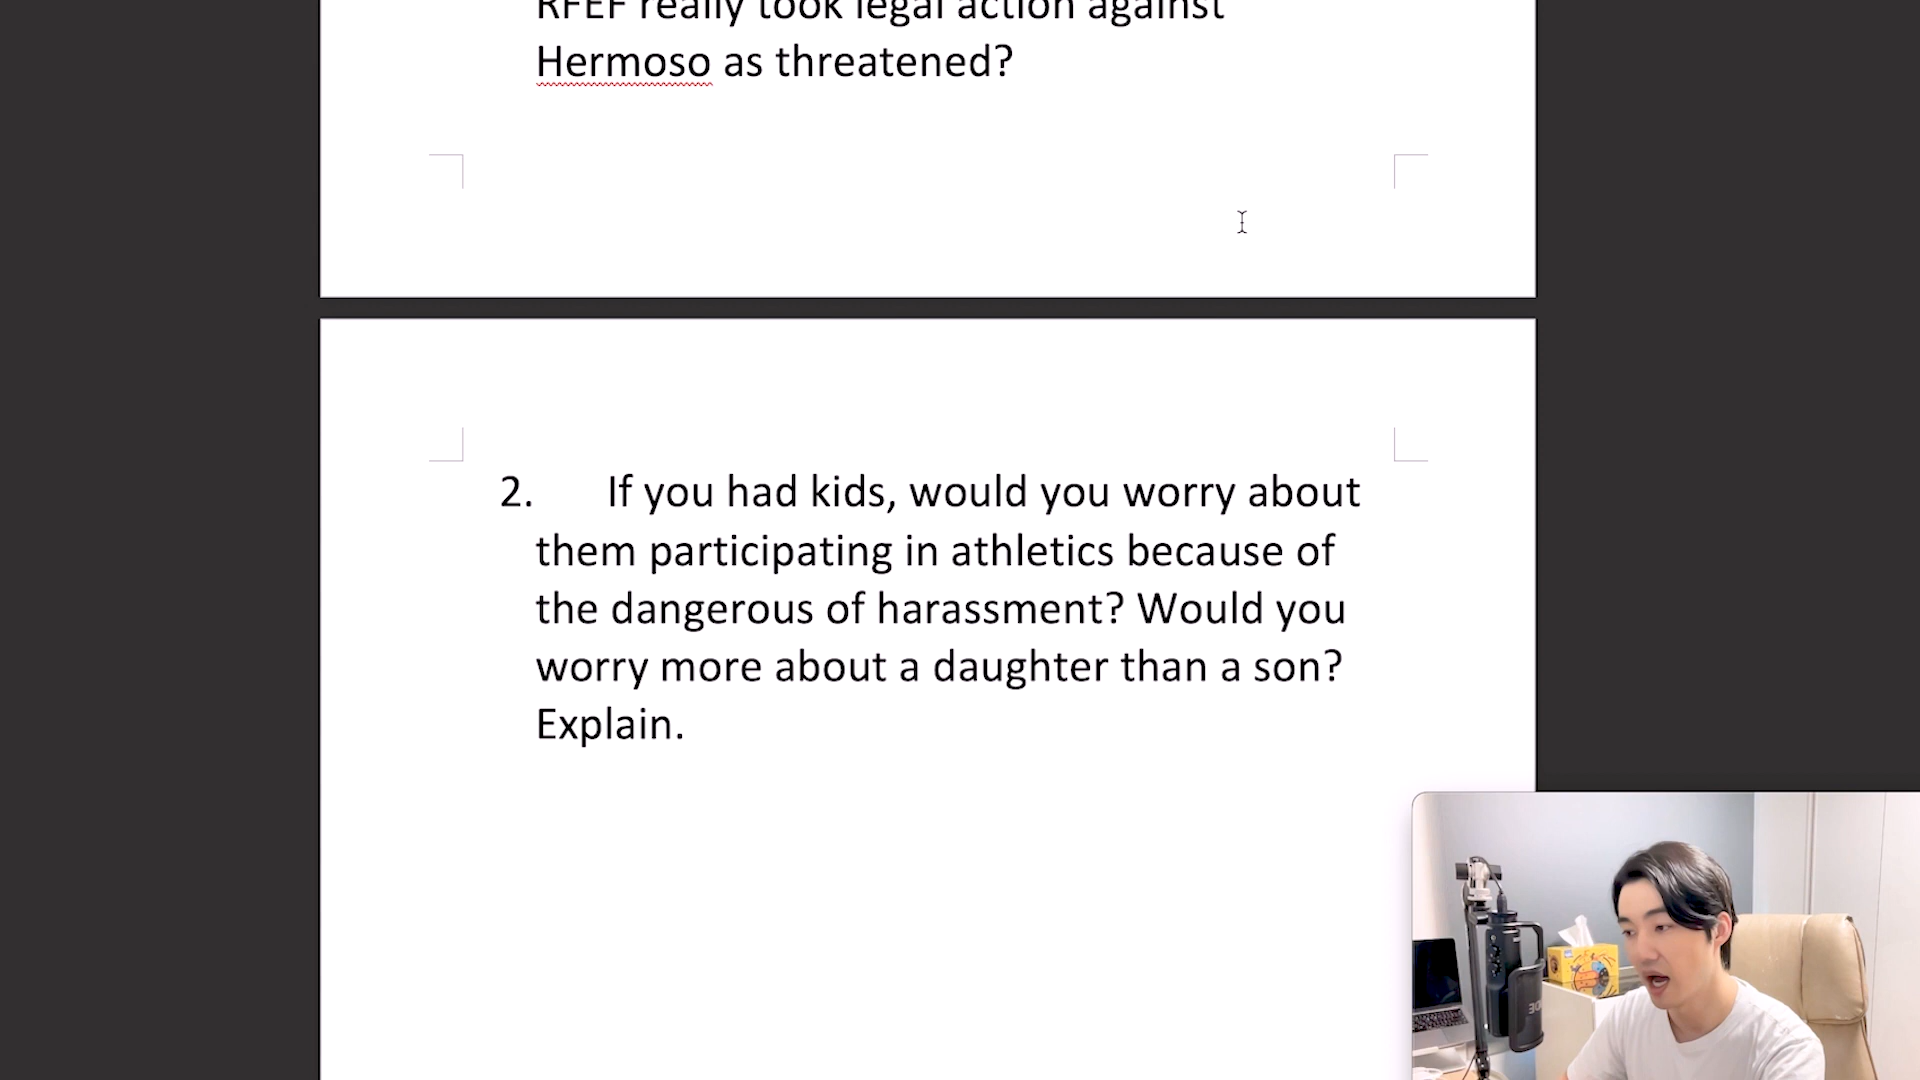 RFEF really took legal action against
Hermoso as threatened?
2. If you had kids, would you worry about
them participating in athletics because of
the dangerous of harassment? Would you
worry more about a daughter than a son?
Explain.